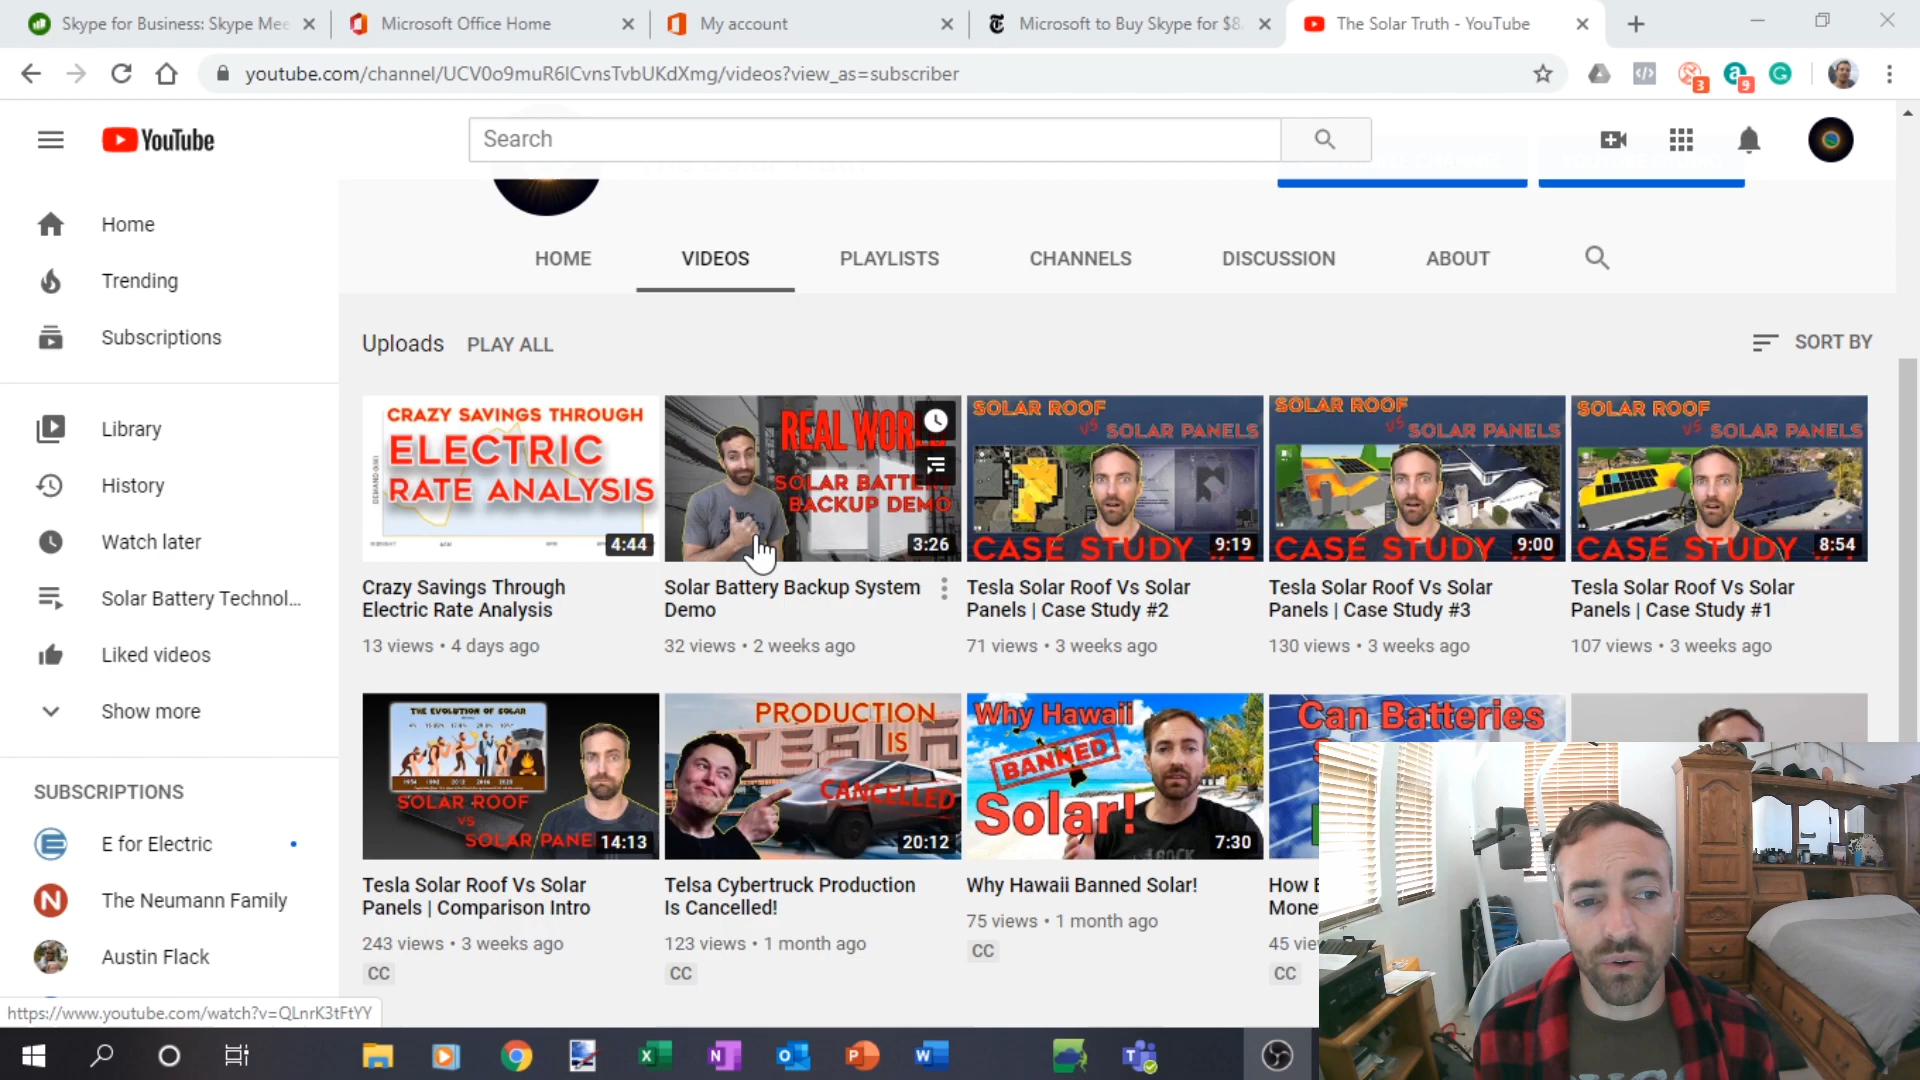 Skype for Business: Skype Mee
Microsoft Office Home
My account
Microsoft to Buy Skype for $8.
The Solar Truth - YouTube
youtube.com/channel/UCV0o9muR6ICvnsTvbUKdXmg/videos?view_as=subscriber
3
9
YouTube
Search
Home
Trending
Subscriptions
Library
History
Watch later
Solar Battery Technol...
Liked videos
Show more
SUBSCRIPTIONS
E for Electric
The Neumann Family
Austin Flack
HOME
VIDEOS
PLAYLISTS
CHANNELS
DISCUSSION
ABOUT
Uploads
PLAY ALL
SORT BY
CRAZY SAVINGS THROUGH
ELECTRIC
RATE ANALYSIS
4:44
Crazy Savings Through
Electric Rate Analysis
13 views • 4 days ago
REAL WOR
SOLAR BATTERY
BACKUP DEMO
3:26
Solar Battery Backup System
Demo
32 views • 2 weeks ago
SOLAR ROOF
VS SOLAR PANELS
CASE STUDY
9:19
Tesla Solar Roof Vs Solar
Panels | Case Study #2
71 views • 3 weeks ago
SOLAR ROOF
VS SOLAR PANELS
CASE STUDY
9:00
Tesla Solar Roof Vs Solar
Panels | Case Study #3
130 views • 3 weeks ago
SOLAR ROOF
VS SOLAR PANELS
CASE STUDY
8:54
Tesla Solar Roof Vs Solar
Panels | Case Study #1
107 views • 3 weeks ago
THE EVOLUTION OF SOLAR
SOLAR ROOF
VS
SOLAR PANE
14:13
Tesla Solar Roof Vs Solar
Panels | Comparison Intro
243 views • 3 weeks ago
CC
PRODUCTION
IS
TESLA
CANCELLED
20:12
Telsa Cybertruck Production
Is Cancelled!
123 views • 1 month ago
CC
Why Hawaii
BANNED
Solar!
7:30
Why Hawaii Banned Solar!
75 views • 1 month ago
CC
Can Batteries
How
Mone
45 vie
CC
https://www.youtube.com/watch?v=QLnrK3tFtYY